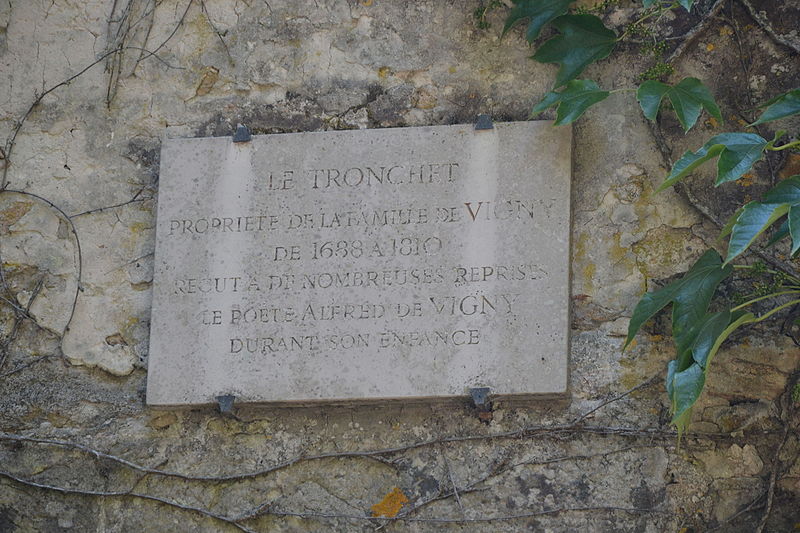 LE TRONCHET
PROPRIETE DE LA FAMILLE DE VIGNY
DE 1688 A 1810
REÇUT A DE NOMBREUSES REPRISES
LE POÈTE ALFRED DE VIGNY
DURANT SON ENFANCE